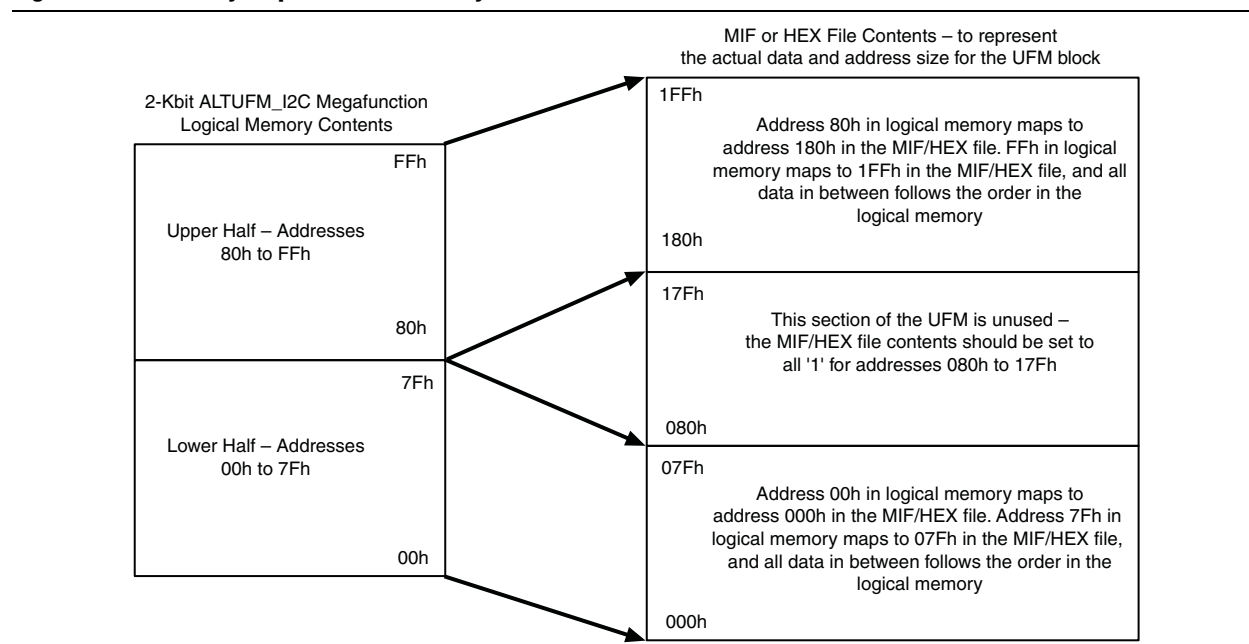 MIF or HEX File Contents – to represent
the actual data and address size for the UFM block
2-Kbit ALTUFM_I2C Megafunction
Logical Memory Contents
FFh
Upper Half – Addresses
80h to FFh
80h
7Fh
Lower Half – Addresses
00h to 7Fh
00h
1FFh
Address 80h in logical memory maps to
address 180h in the MIF/HEX file. FFh in logical
memory maps to 1FFh in the MIF/HEX file, and all
data in between follows the order in the
logical memory
180h
17Fh
This section of the UFM is unused –
the MIF/HEX file contents should be set to
all '1' for addresses 080h to 17Fh
080h
07Fh
Address 00h in logical memory maps to
address 000h in the MIF/HEX file. Address 7Fh in
logical memory maps to 07Fh in the MIF/HEX file,
and all data in between follows the order in the
logical memory
000h